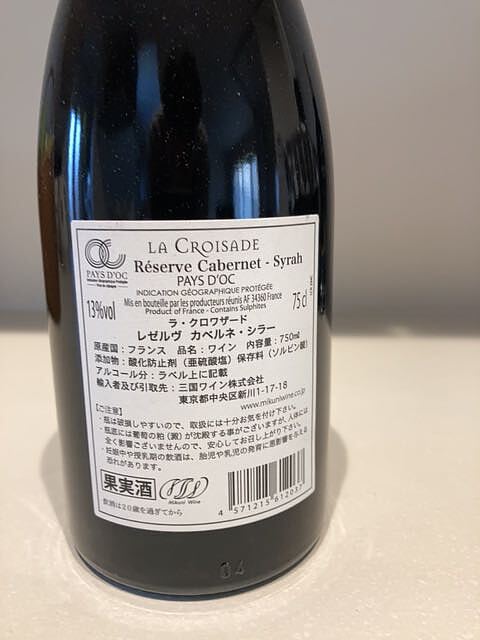 PAYS D'OC
LA CROISADE
Réserve Cabernet - Syrah
PAYS D'OC
INDICATION GÉOGRAPHIQUE PROTÉGÉE
13%vol
Mis en bouteille par les producteurs réunis AF 34360 France
Product of France - Contains Sulphites
75 cl
ラ・クロワザード
レゼルヴ カベルネ・シラー
原産国:フランス 品名:ワイン 内容量:750ml
添加物:酸化防止剤(亜硫酸塩)保存料(ソルビン酸)
アルコール分:ラベル上に記載
輸入者及び引取先:三国ワイン株式会社
東京都中央区新川1-17-18
www.mikuniwine.co.jp
【ご注意】
・瓶は破損しやすいので、取扱には十分お気を付け下さい。
・瓶底には葡萄の粕(澱)が沈殿する事がございますが、人体には
全く影響ございませんので、安心してお召し上がり下さい。
・妊娠中や授乳期の飲酒は、胎児や乳児の発育に悪影響を与える
恐れがあります。
果実酒
Mikuni Wine
飲酒は20歳を過ぎてから
4 571215 612037
04